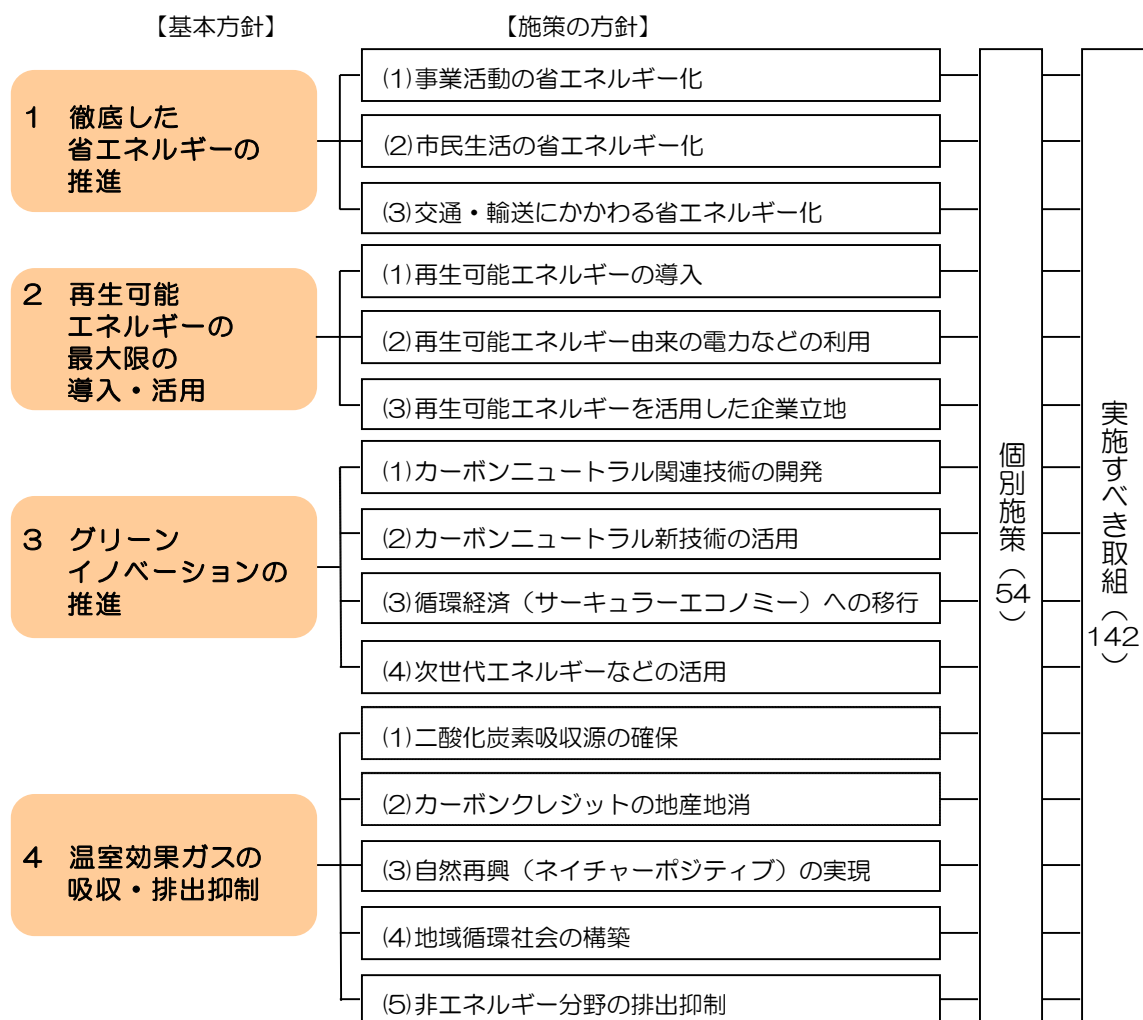 【基本方針】
【施策の方針】
1 徹底した
省エネルギーの
推進
(1)事業活動の省エネルギー化
(2)市民生活の省エネルギー化
(3)交通・輸送にかかわる省エネルギー化
2 再生可能
エネルギーの
最大限の
導入・活用
(1)再生可能エネルギーの導入
(2)再生可能エネルギー由来の電力などの利用
(3)再生可能エネルギーを活用した企業立地
3 グリーン
イノベーションの
推進
(1)カーボンニュートラル関連技術の開発
(2)カーボンニュートラル新技術の活用
(3)循環経済（サーキュラーエコノミー）への移行
(4)次世代エネルギーなどの活用
4 温室効果ガスの
吸収・排出抑制
(1)二酸化炭素吸収源の確保
(2)カーボンクレジットの地産地消
(3)自然再興（ネイチャーポジティブ）の実現
(4)地域循環社会の構築
(5)非エネルギー分野の排出抑制
個別施策（54）
実施すべき取組（142）